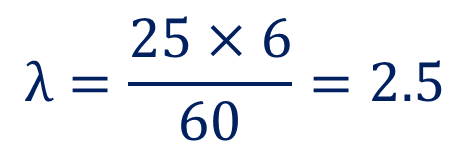 λ = 25 × 6 / 60 = 2.5